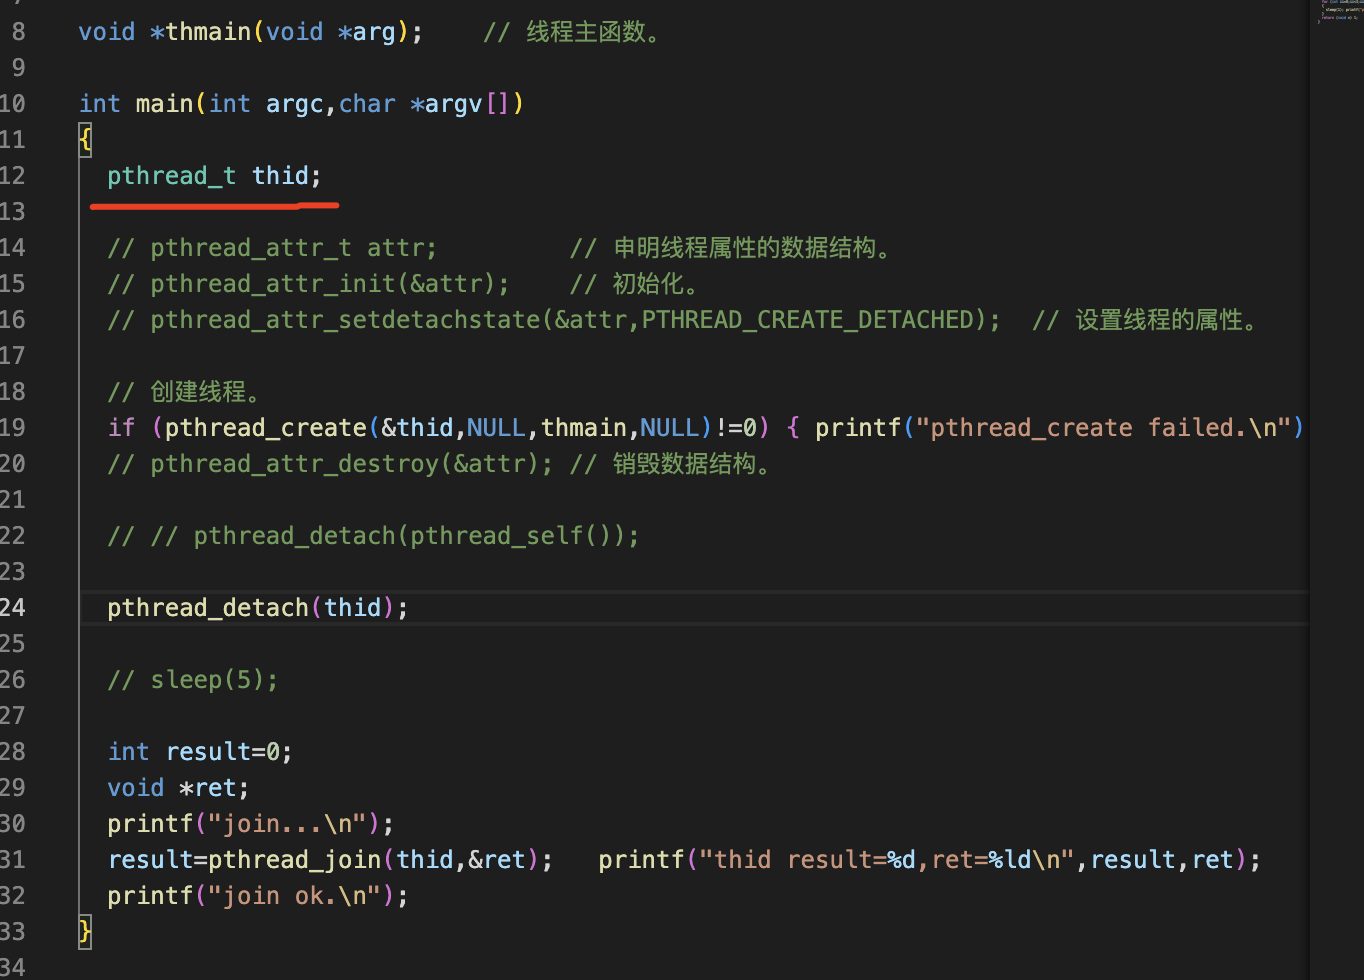 8 void *thmain(void *arg);    // 线程主函数。
9
10 int main(int argc,char *argv[])
11 {
12   pthread_t thid;
13
14   // pthread_attr_t attr;         // 申明线程属性的数据结构。
15   // pthread_attr_init(&attr);    // 初始化。
16   // pthread_attr_setdetachstate(&attr,PTHREAD_CREATE_DETACHED);  // 设置线程的属性。
17
18   // 创建线程。
19   if (pthread_create(&thid,NULL,thmain,NULL)!=0) { printf("pthread_create failed.\n")
20   // pthread_attr_destroy(&attr); // 销毁数据结构。
21
22   // // pthread_detach(pthread_self());
23
24   pthread_detach(thid);
25
26   // sleep(5);
27
28   int result=0;
29   void *ret;
30   printf("join...\n");
31   result=pthread_join(thid,&ret);   printf("thid result=%d,ret=%ld\n",result,ret);
32   printf("join ok.\n");
33 }
34